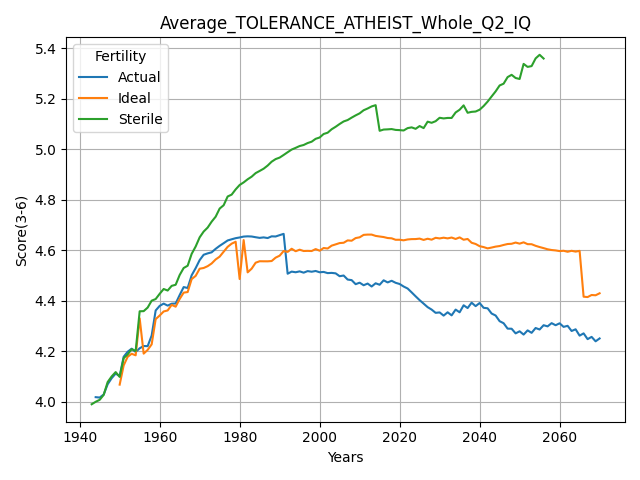 Average_TOLERANCE_ATHEIST_Whole_Q2_IQ
Fertility
Actual
Ideal
Sterile
Score(3-6)
5.4
5.2
5.0
4.8
4.6
4.4
4.2
4.0
1940 1960 1980 2000 2020 2040 2060
Years